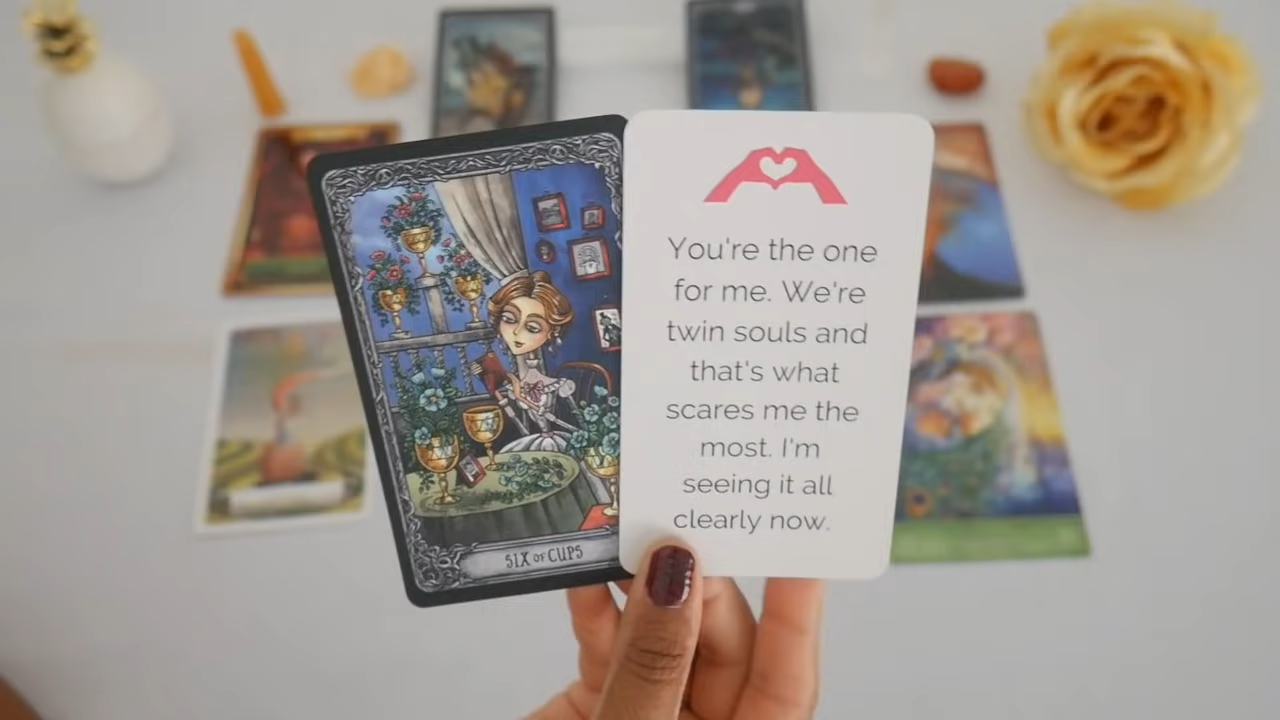 SIX OF CUPS
You're the one
for me. We're
twin souls and
that's what
scares me the
most. I'm
seeing it all
clearly now.